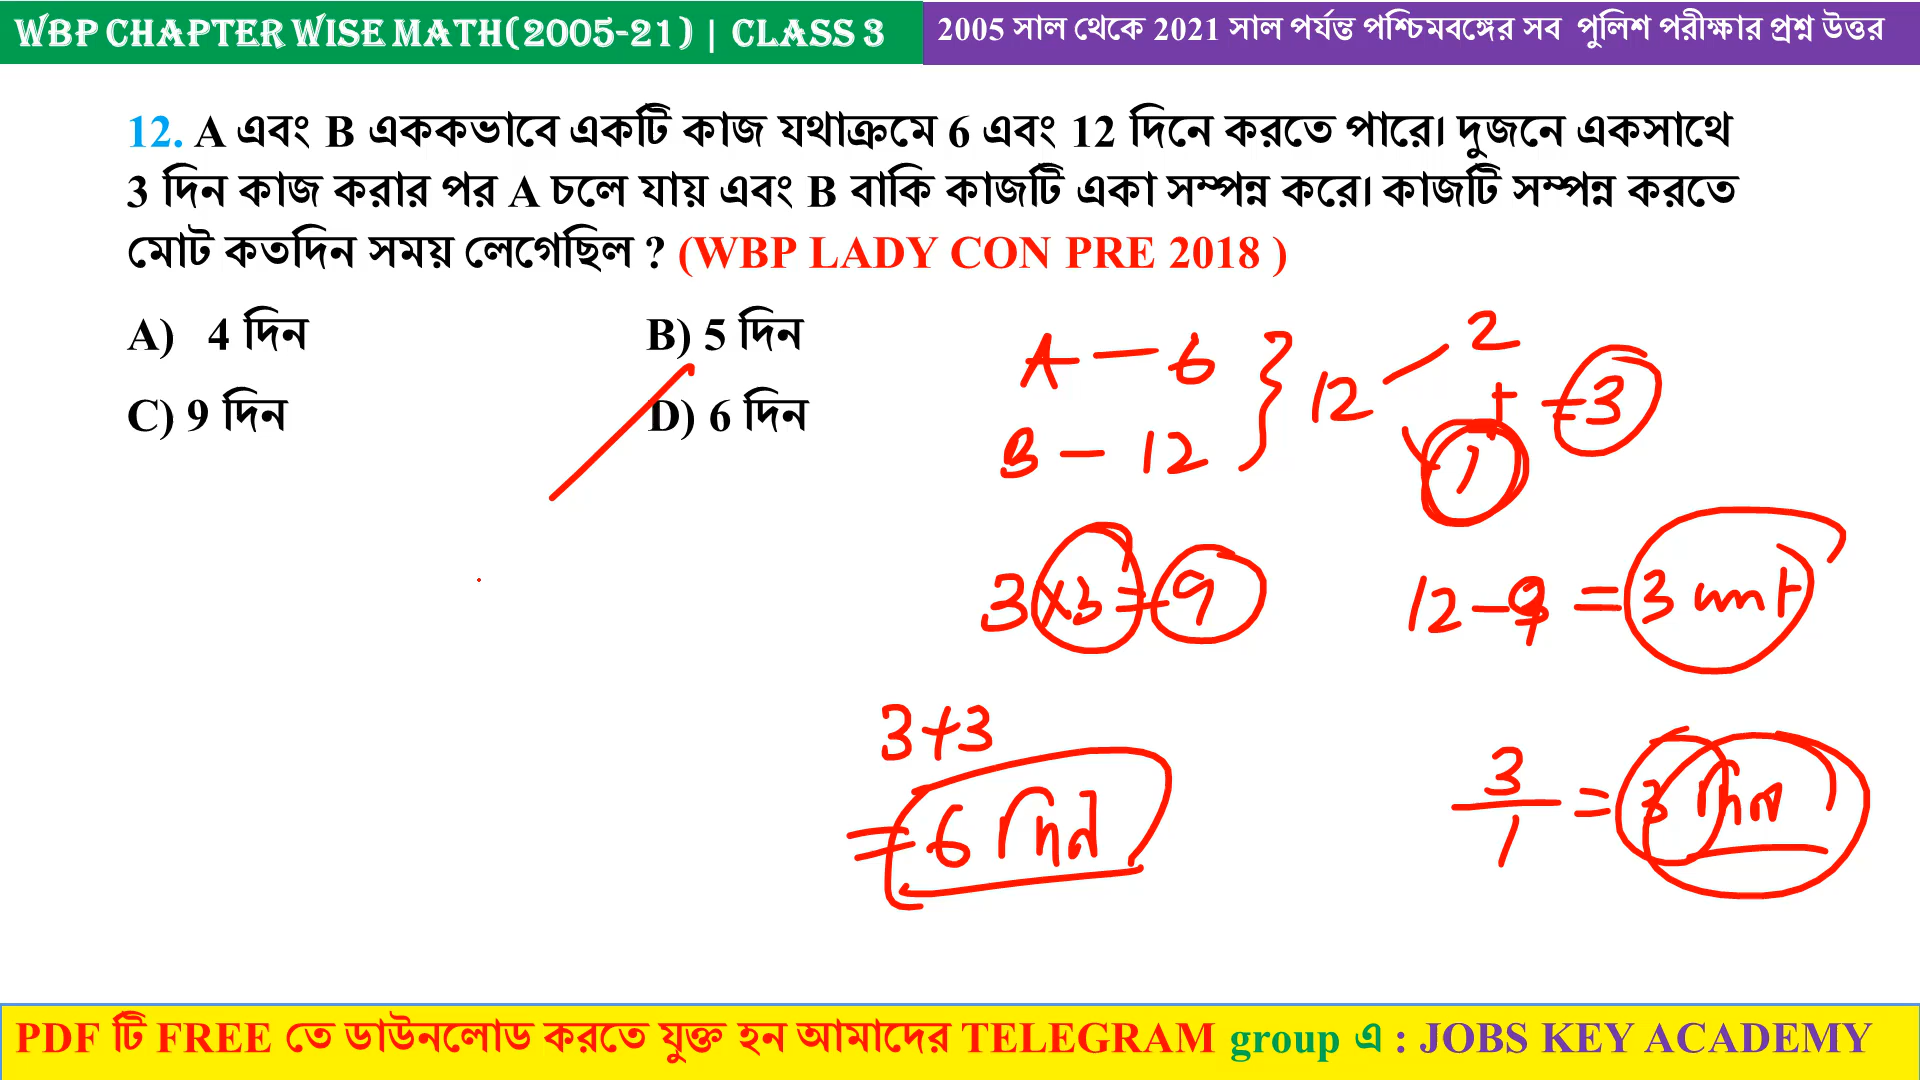 WBP CHAPTER WISE MATH(2005-21) | CLASS 3
2005 সাল থেকে 2021 সাল পর্যন্ত পশ্চিমবঙ্গের সব পুলিশ পরীক্ষার প্রশ্ন উত্তর
12. A এবং B এককভাবে একটি কাজ যথাক্রমে 6 এবং 12 দিনে করতে পারে। দুজনে একসাথে
3 দিন কাজ করার পর A চলে যায় এবং B বাকি কাজটি একা সম্পন্ন করে। কাজটি সম্পন্ন করতে
মোট কতদিন সময় লেগেছিল ? (WBP LADY CON PRE 2018 )
A) 4 দিন B) 5 দিন
C) 9 দিন D) 6 দিন
A — 6 } 12 2
B — 12 + 1 = 3
3 x 3 = 9
12 - 9 = 3 unit
3+3
= 6 দিন
3/1 = 3 দিন
PDF টি FREE তে ডাউনলোড করতে যুক্ত হন আমাদের TELEGRAM group এ : JOBS KEY ACADEMY